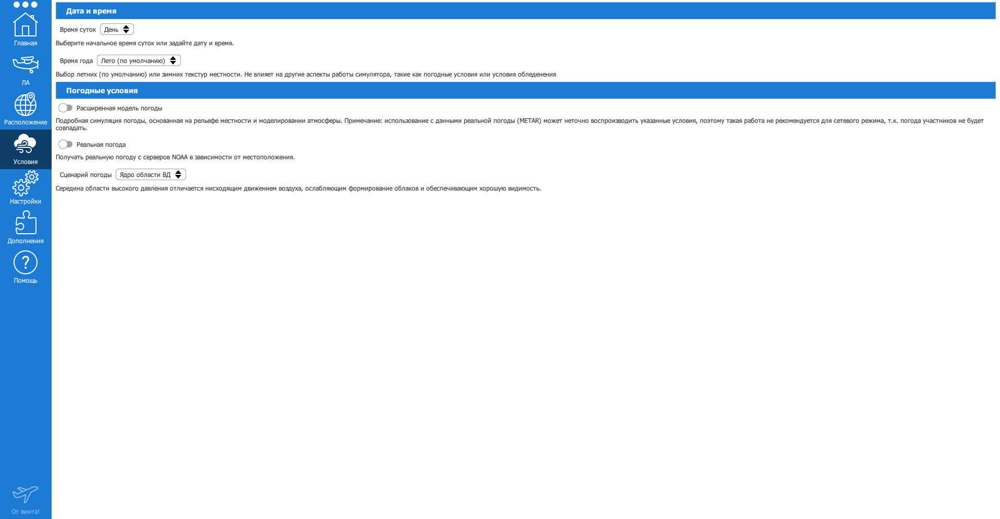 Главная
ЛА
Расположение
Условия
Настройки
Дополнения
?
Помощь
От винта!
Дата и время
Время суток День
Выберите начальное время суток или задайте дату и время.
Время года Лето (по умолчанию)
Выбор летних (по умолчанию) или зимних текстур местности. Не влияет на другие аспекты работы симулятора, такие как погодные условия или условия обледенения
Погодные условия
Расширенная модель погоды
Подробная симуляция погоды, основанная на рельефе местности и моделировании атмосферы. Примечание: использование с данными реальной погоды (METAR) может неточно воспроизводить указанные условия, поэтому такая работа не рекомендуется для сетевого режима, т.к. погода участников не будет
совпадать.
Реальная погода
Получать реальную погоду с серверов NOAA в зависимости от местоположения.
Сценарий погоды Ядро области ВД
Середина области высокого давления отличается нисходящим движением воздуха, ослабляющим формирование облаков и обеспечивающим хорошую видимость.